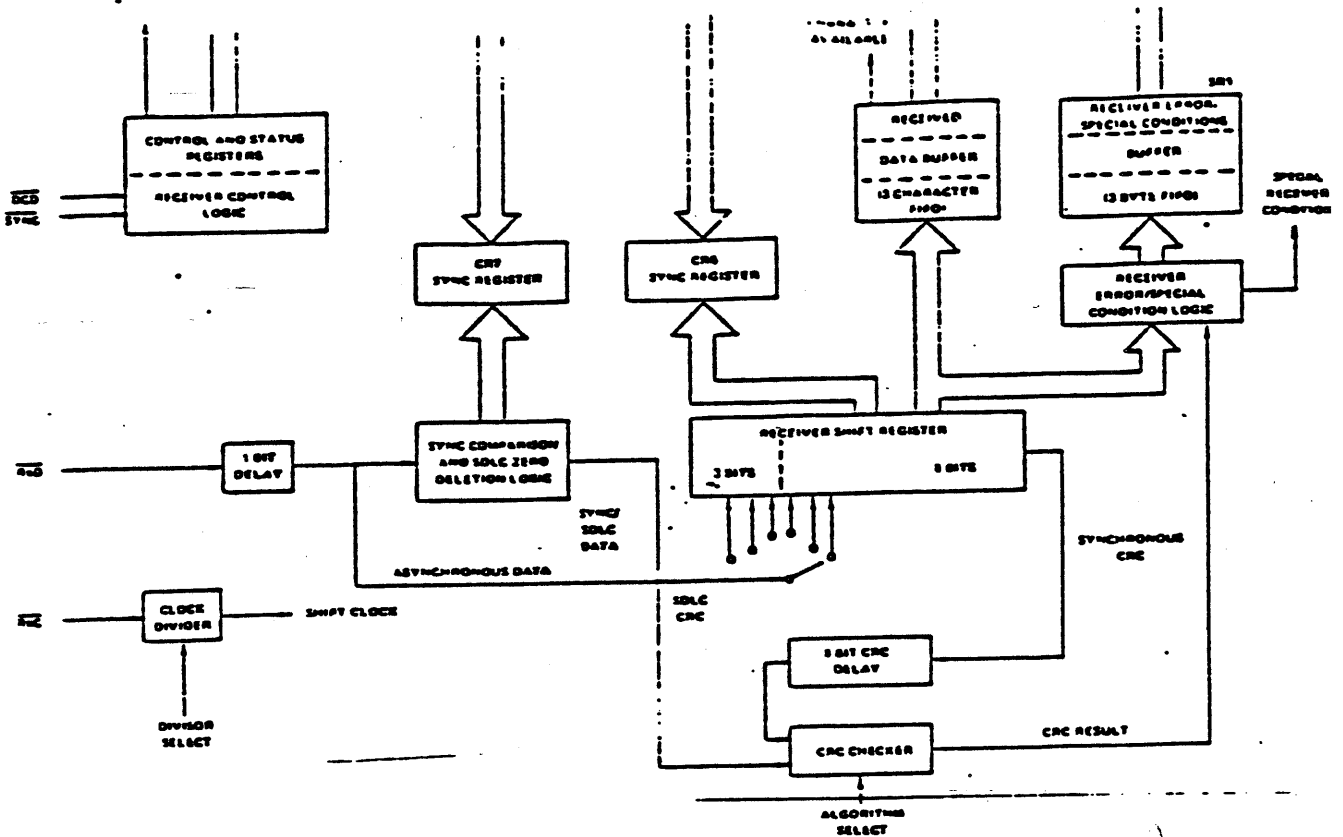 AVAILABLE
SR1
CONTROL AND STATUS
REGISTERS
RECEIVER CONTROL
LOGIC
DCD
SYNC
RECEIVED
DATA BUFFER
(3 CHARACTER
FIFO)
RECEIVER ERROR/
SPECIAL CONDITIONS
BUFFER
(3 BYTE FIFO)
SPECIAL
RECEIVER
CONDITION
CR7
SYNC REGISTER
CR6
SYNC REGISTER
RECEIVER
ERROR/SPECIAL
CONDITION LOGIC
RxD
1 BIT
DELAY
SYNC COMPARISON
AND SDLC ZERO
DELETION LOGIC
RECEIVER SHIFT REGISTER
3 BITS
8 BITS
SYNC/
SDLC
DATA
SYNCHRONOUS
CRC
ASYNCHRONOUS DATA
SDLC
CRC
RxC
CLOCK
DIVIDER
SHIFT CLOCK
DIVISOR
SELECT
8 BIT CRC
DELAY
CRC CHECKER
CRC RESULT
ALGORITHM
SELECT